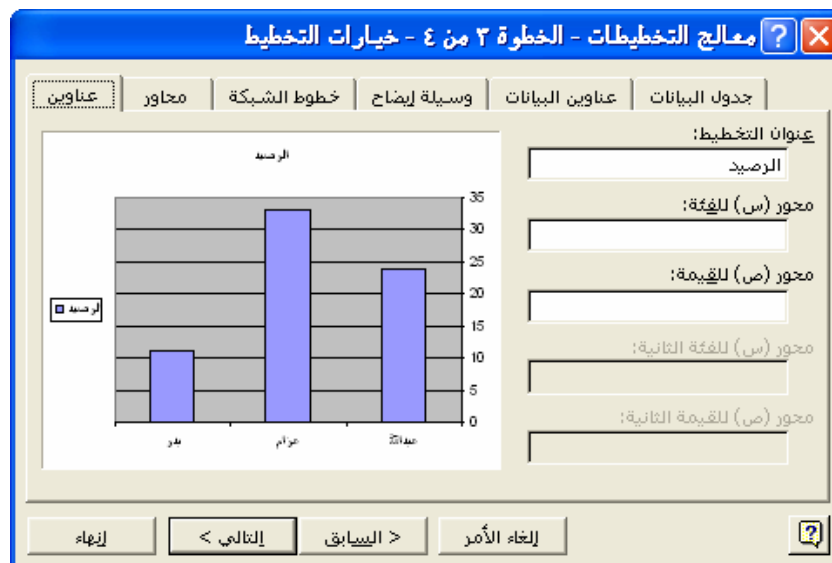 معالج التخطيطات - الخطوة ٣ من ٤ - خيارات التخطيط
جدول البيانات
عناوين البيانات
وسيلة إيضاح
خطوط الشبكة
محاور
عناوين
عنوان التخطيط:
الرصيد
محور (س) للفئة:
محور (ص) للقيمة:
محور (س) للفئة الثانية:
محور (ص) للقيمة الثانية:
الرصيد
35
30
25
20
15
10
5
0
عبدالله
عزام
بدر
الرصيد
إلغاء الأمر
< السابق
التالي >
إنهاء